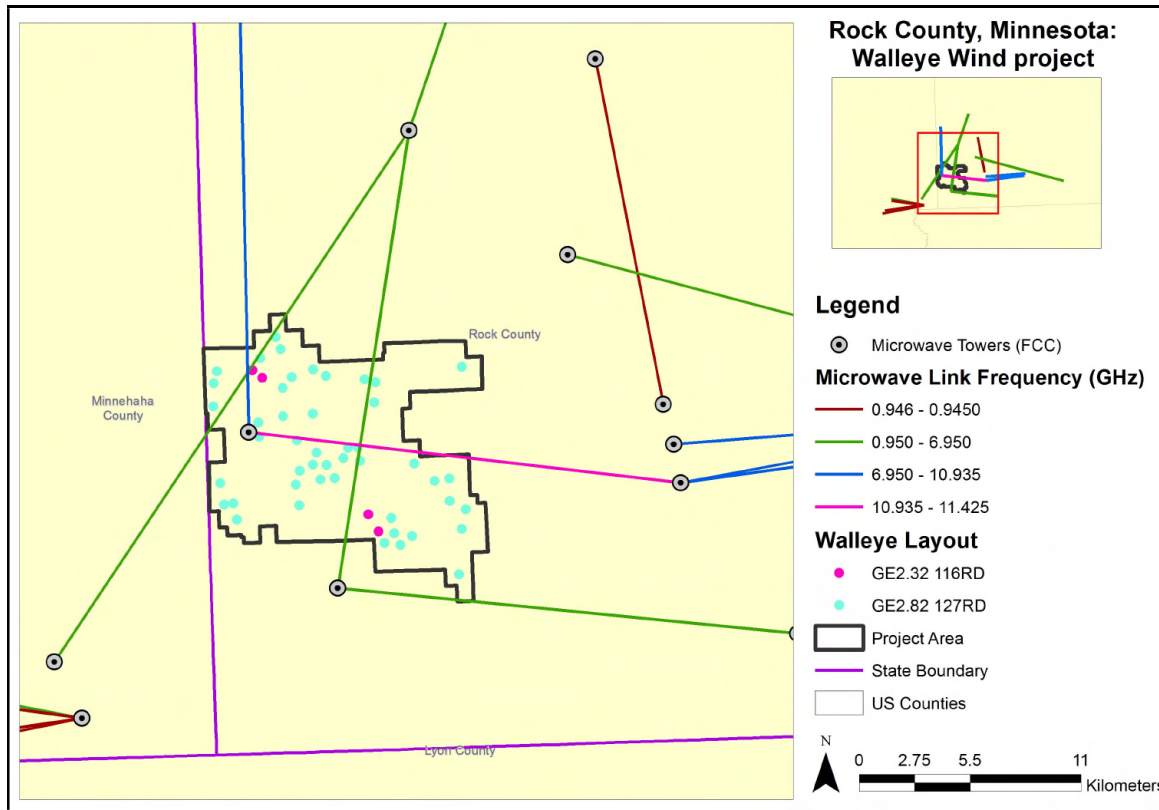 Rock County, Minnesota:
Walleye Wind project
Rock County
Minnehaha
County
Lyon County
Legend
Microwave Towers (FCC)
Microwave Link Frequency (GHz)
0.946 - 0.9450
0.950 - 6.950
6.950 - 10.935
10.935 - 11.425
Walleye Layout
GE2.32 116RD
GE2.82 127RD
Project Area
State Boundary
US Counties
N
0 2.75 5.5 11
Kilometers